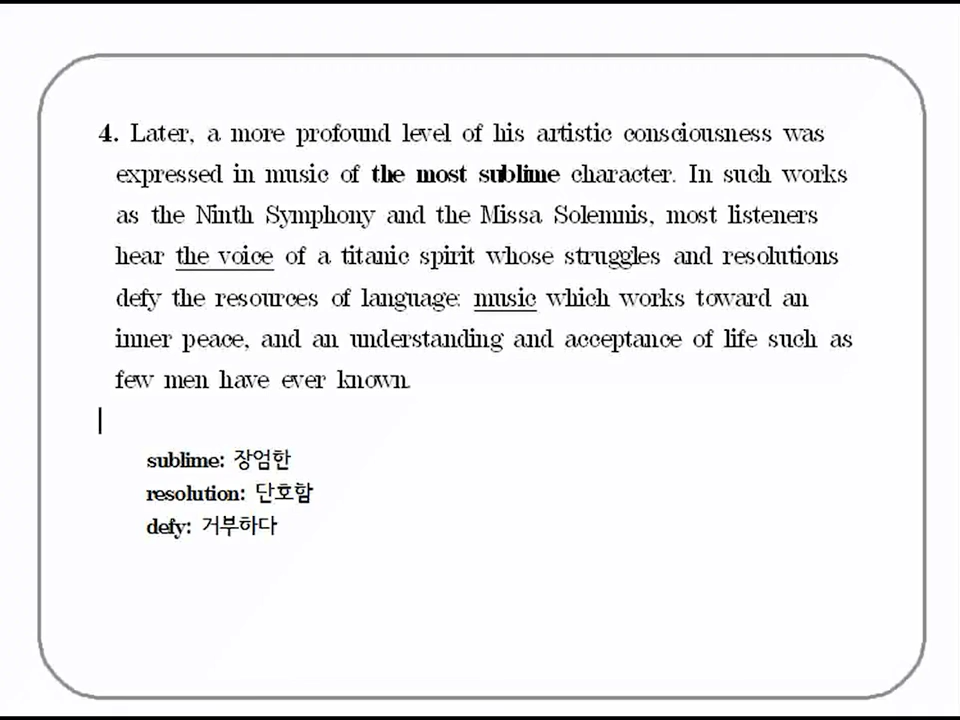 4. Later, a more profound level of his artistic consciousness was
expressed in music of the most sublime character. In such works
as the Ninth Symphony and the Missa Solemnis, most listeners
hear the voice of a titanic spirit whose struggles and resolutions
defy the resources of language: music which works toward an
inner peace, and an understanding and acceptance of life such as
few men have ever known.
sublime: 장엄한
resolution: 단호함
defy: 거부하다